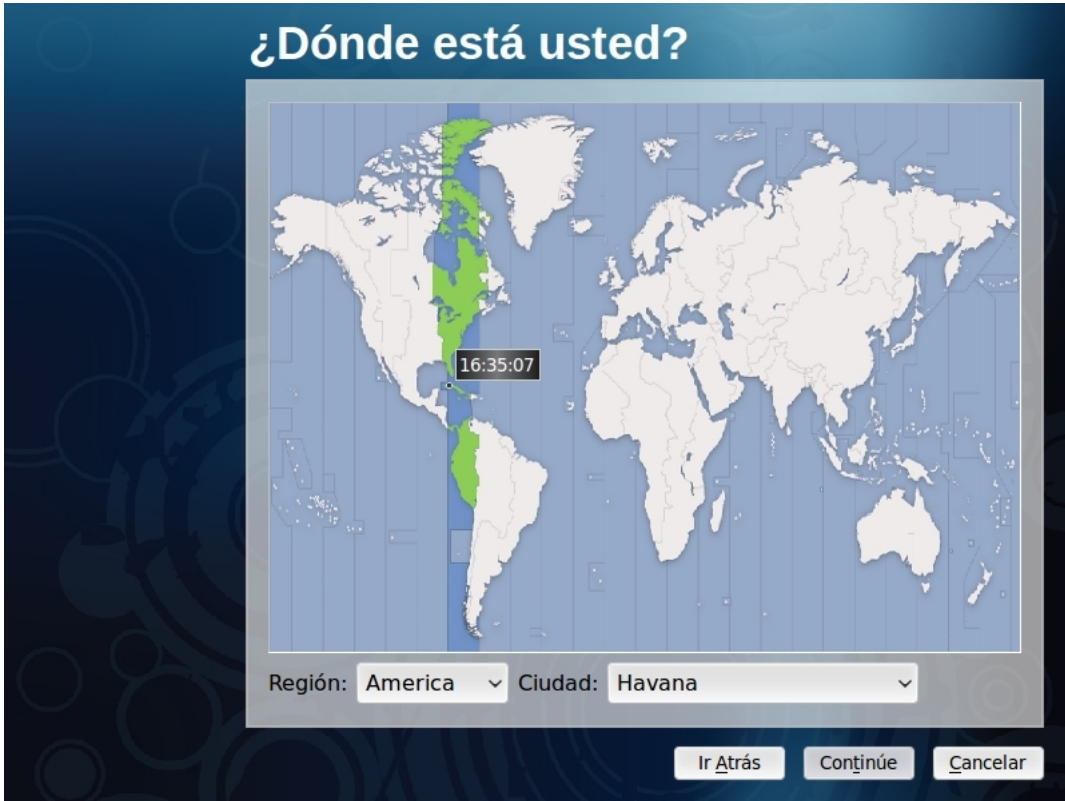 ¿Dónde está usted?
16:35:07
Región: America Ciudad: Havana
Ir Atrás Continúe Cancelar